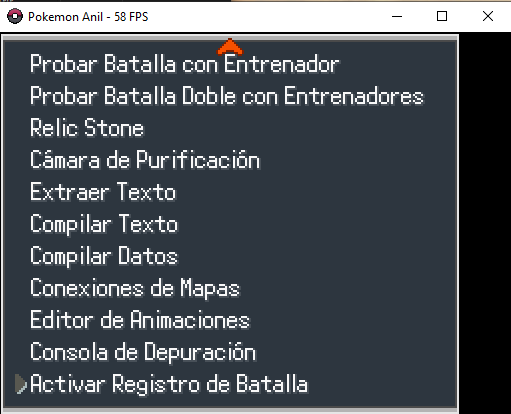 Pokemon Anil - 58 FPS
Probar Batalla con Entrenador
Probar Batalla Doble con Entrenadores
Relic Stone
Cámara de Purificación
Extraer Texto
Compilar Texto
Compilar Datos
Conexiones de Mapas
Editor de Animaciones
Consola de Depuración
Activar Registro de Batalla